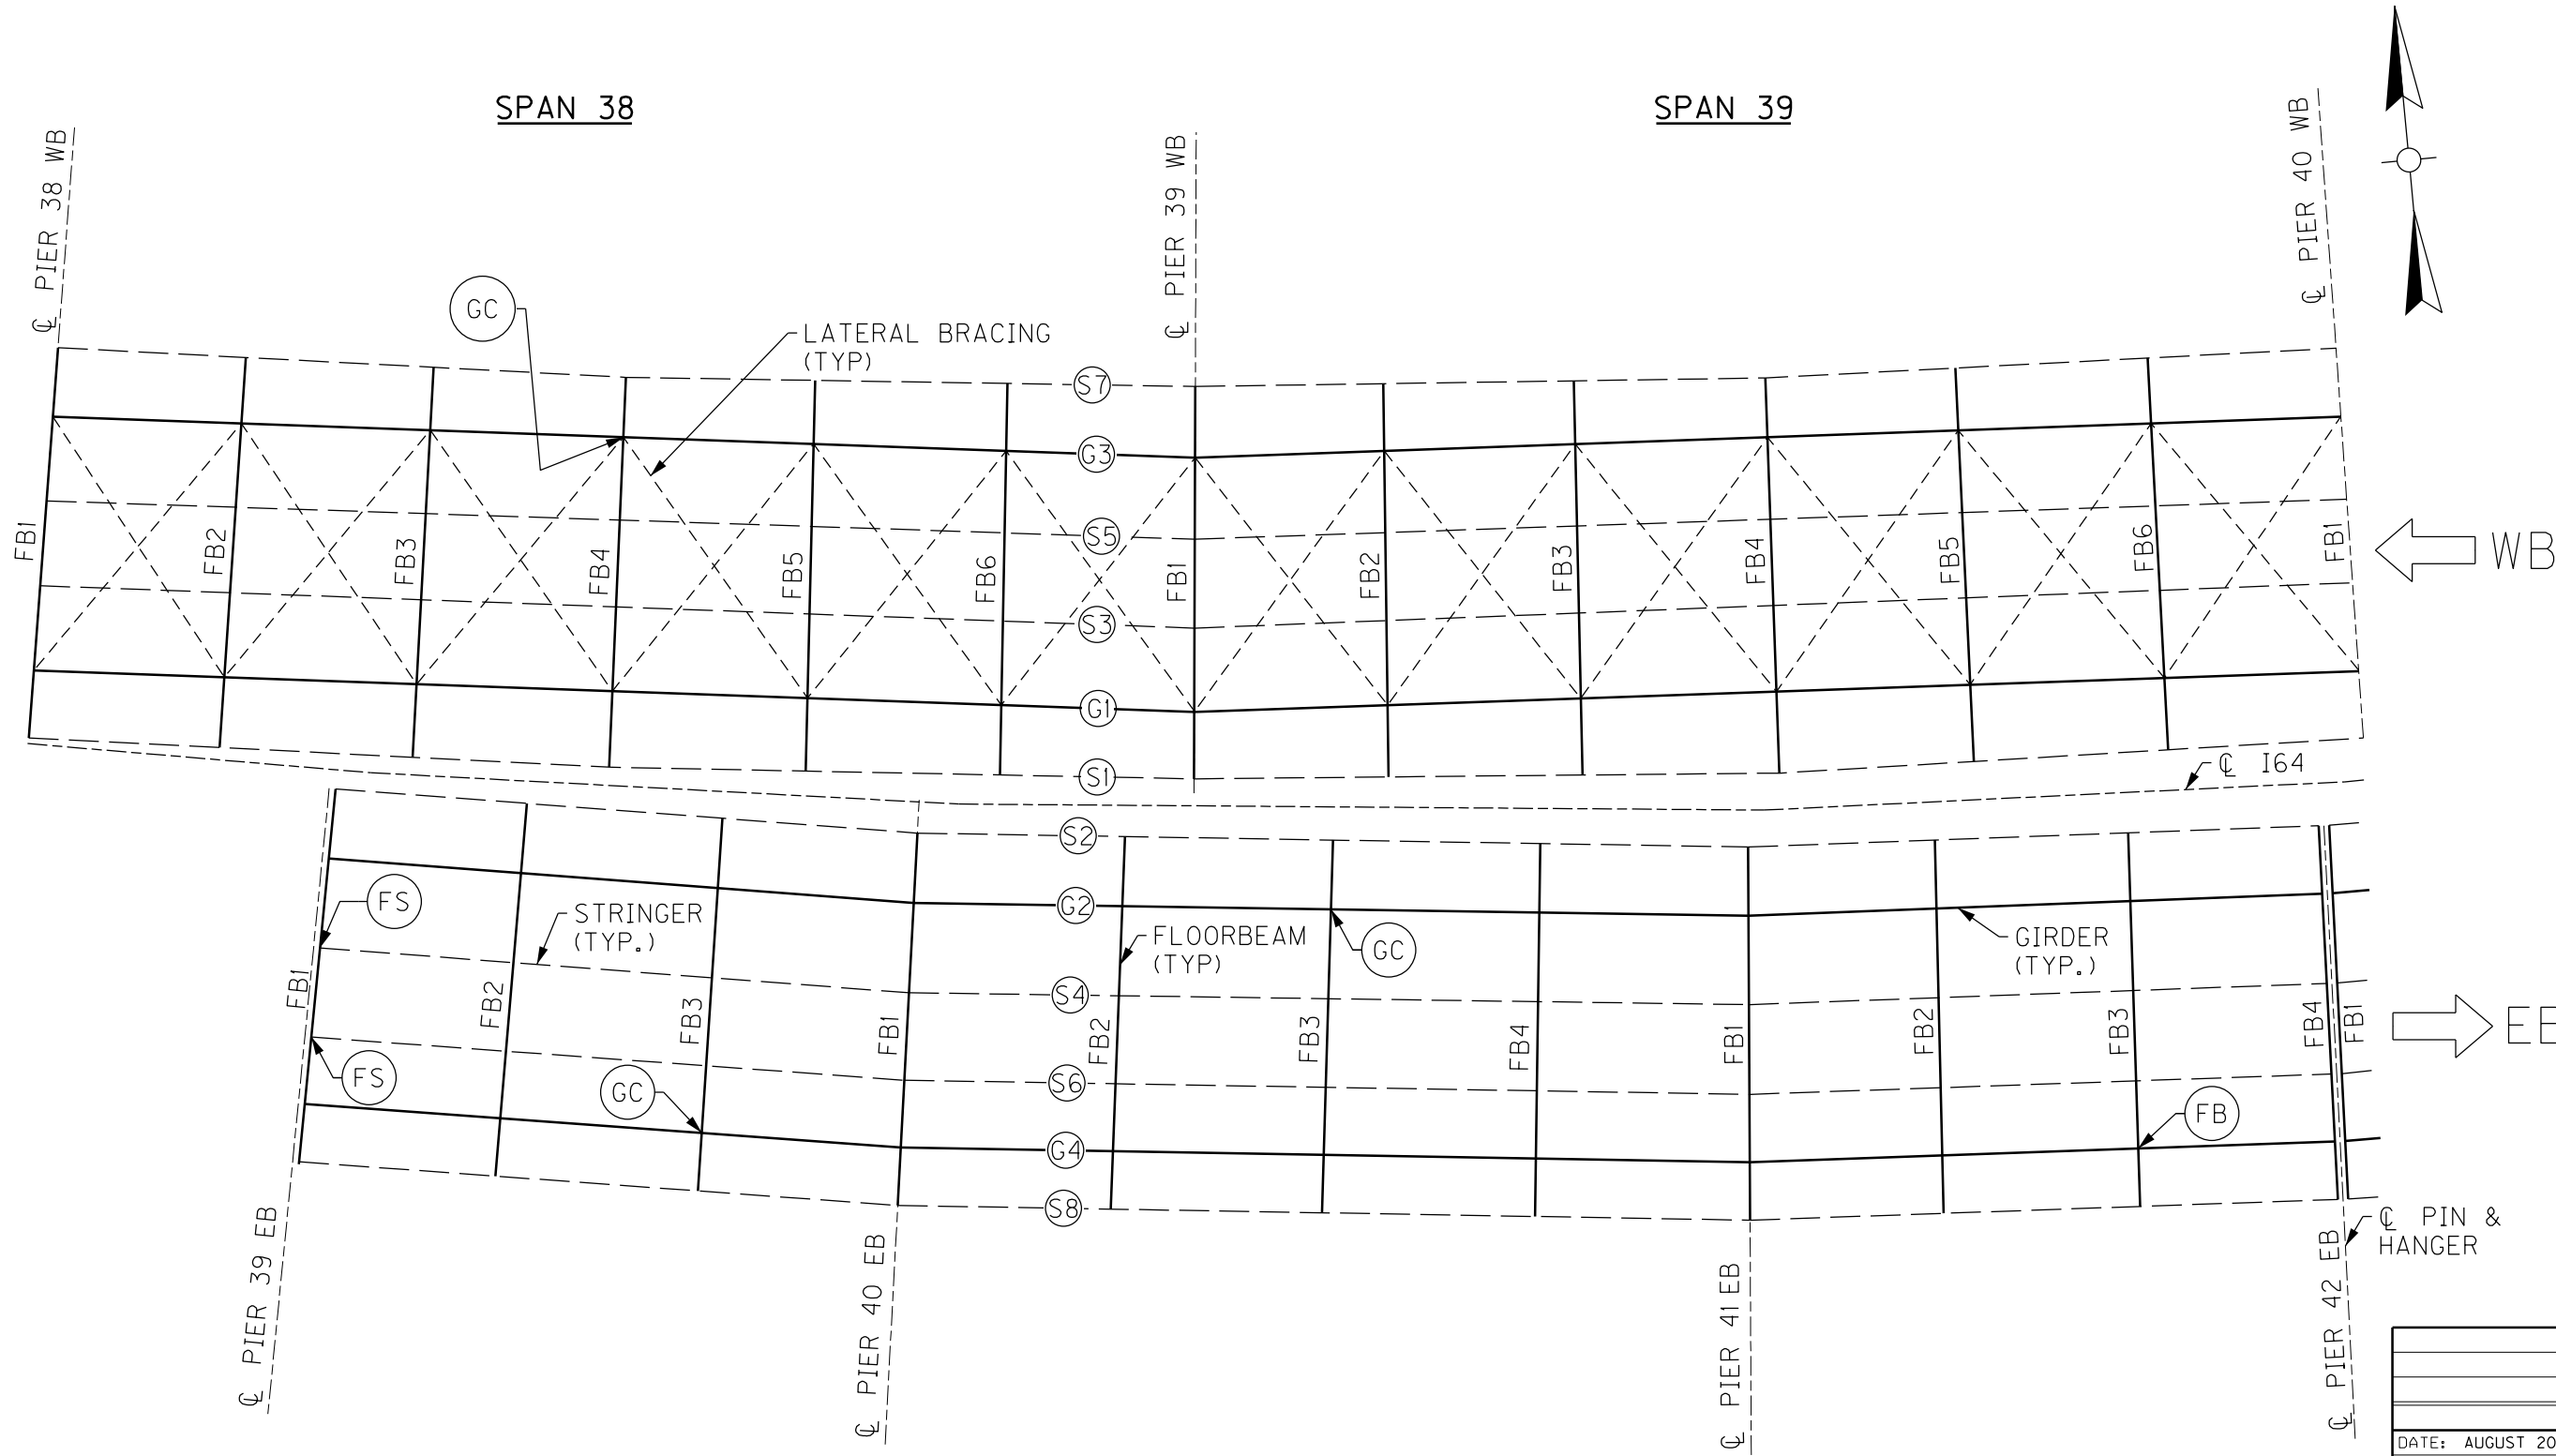 SPAN 38
SPAN 39
℄ PIER 38 WB
℄ PIER 39 WB
℄ PIER 40 WB
GC
LATERAL BRACING
(TYP)
S7
G3
S5
S3
G1
S1
FB1
FB2
FB3
FB4
FB5
FB6
FB1
FB2
FB3
FB4
FB5
FB6
FB1
WB
℄ I64
S2
G2
S4
S6
G4
S8
FS
STRINGER
(TYP.)
FLOORBEAM
(TYP)
GC
GIRDER
(TYP.)
FB1
FB2
FB3
FB1
FB2
FB3
FB4
FB1
FB2
FB3
FB4
FB1
FS
GC
FB
℄ PIN &
HANGER
℄ PIER 39 EB
℄ PIER 40 EB
℄ PIER 41 EB
℄ PIER 42 EB
DATE: AUGUST